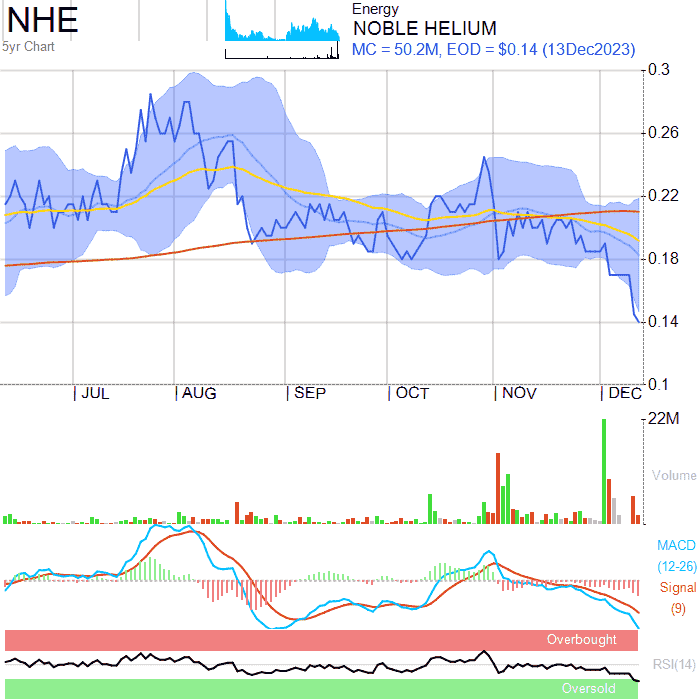 NHE
5yr Chart
Energy
NOBLE HELIUM
MC = 50.2M, EOD = $0.14 (13Dec2023)
0.3
0.26
0.22
0.18
0.14
0.1
JUL AUG SEP OCT NOV DEC
22M
Volume
MACD
(12-26)
Signal
(9)
Overbought
RSI(14)
Oversold